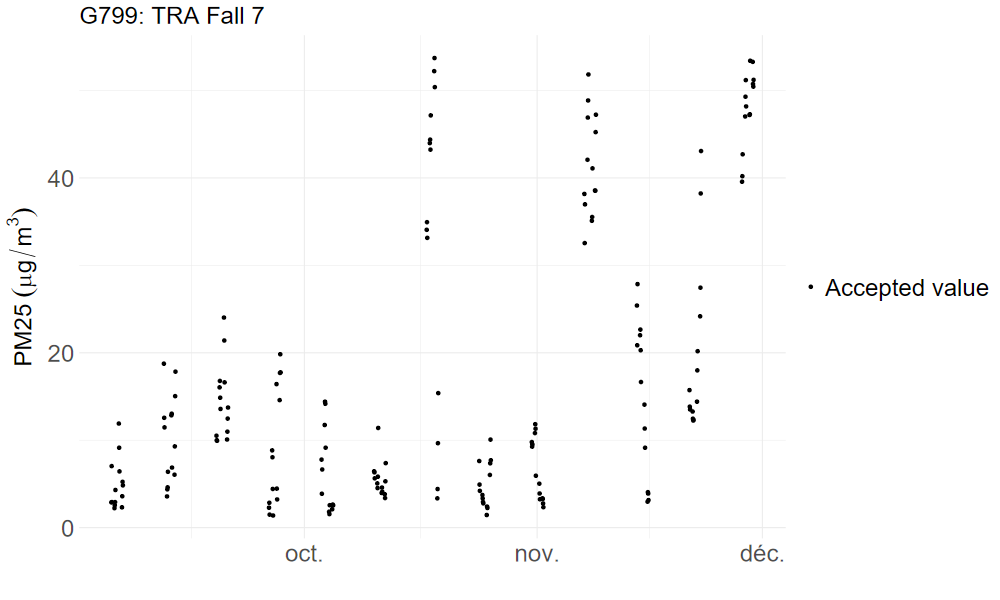 G799: TRA Fall 7
PM25 (μg/m³)
40
20
0
oct.
nov.
déc.
Accepted value